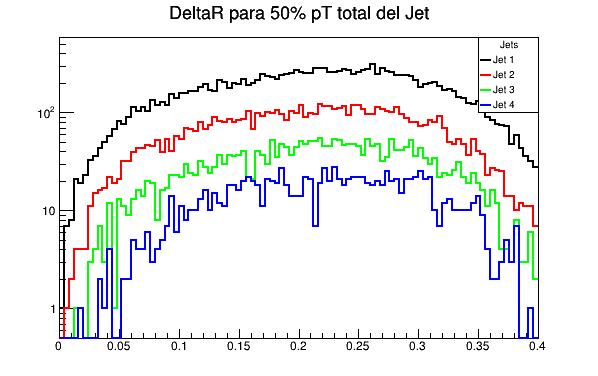 DeltaR para 50% pT total del Jet
Jets
Jet 1
Jet 2
Jet 3
Jet 4
10²
10
1
0 0.05 0.1 0.15 0.2 0.25 0.3 0.35 0.4